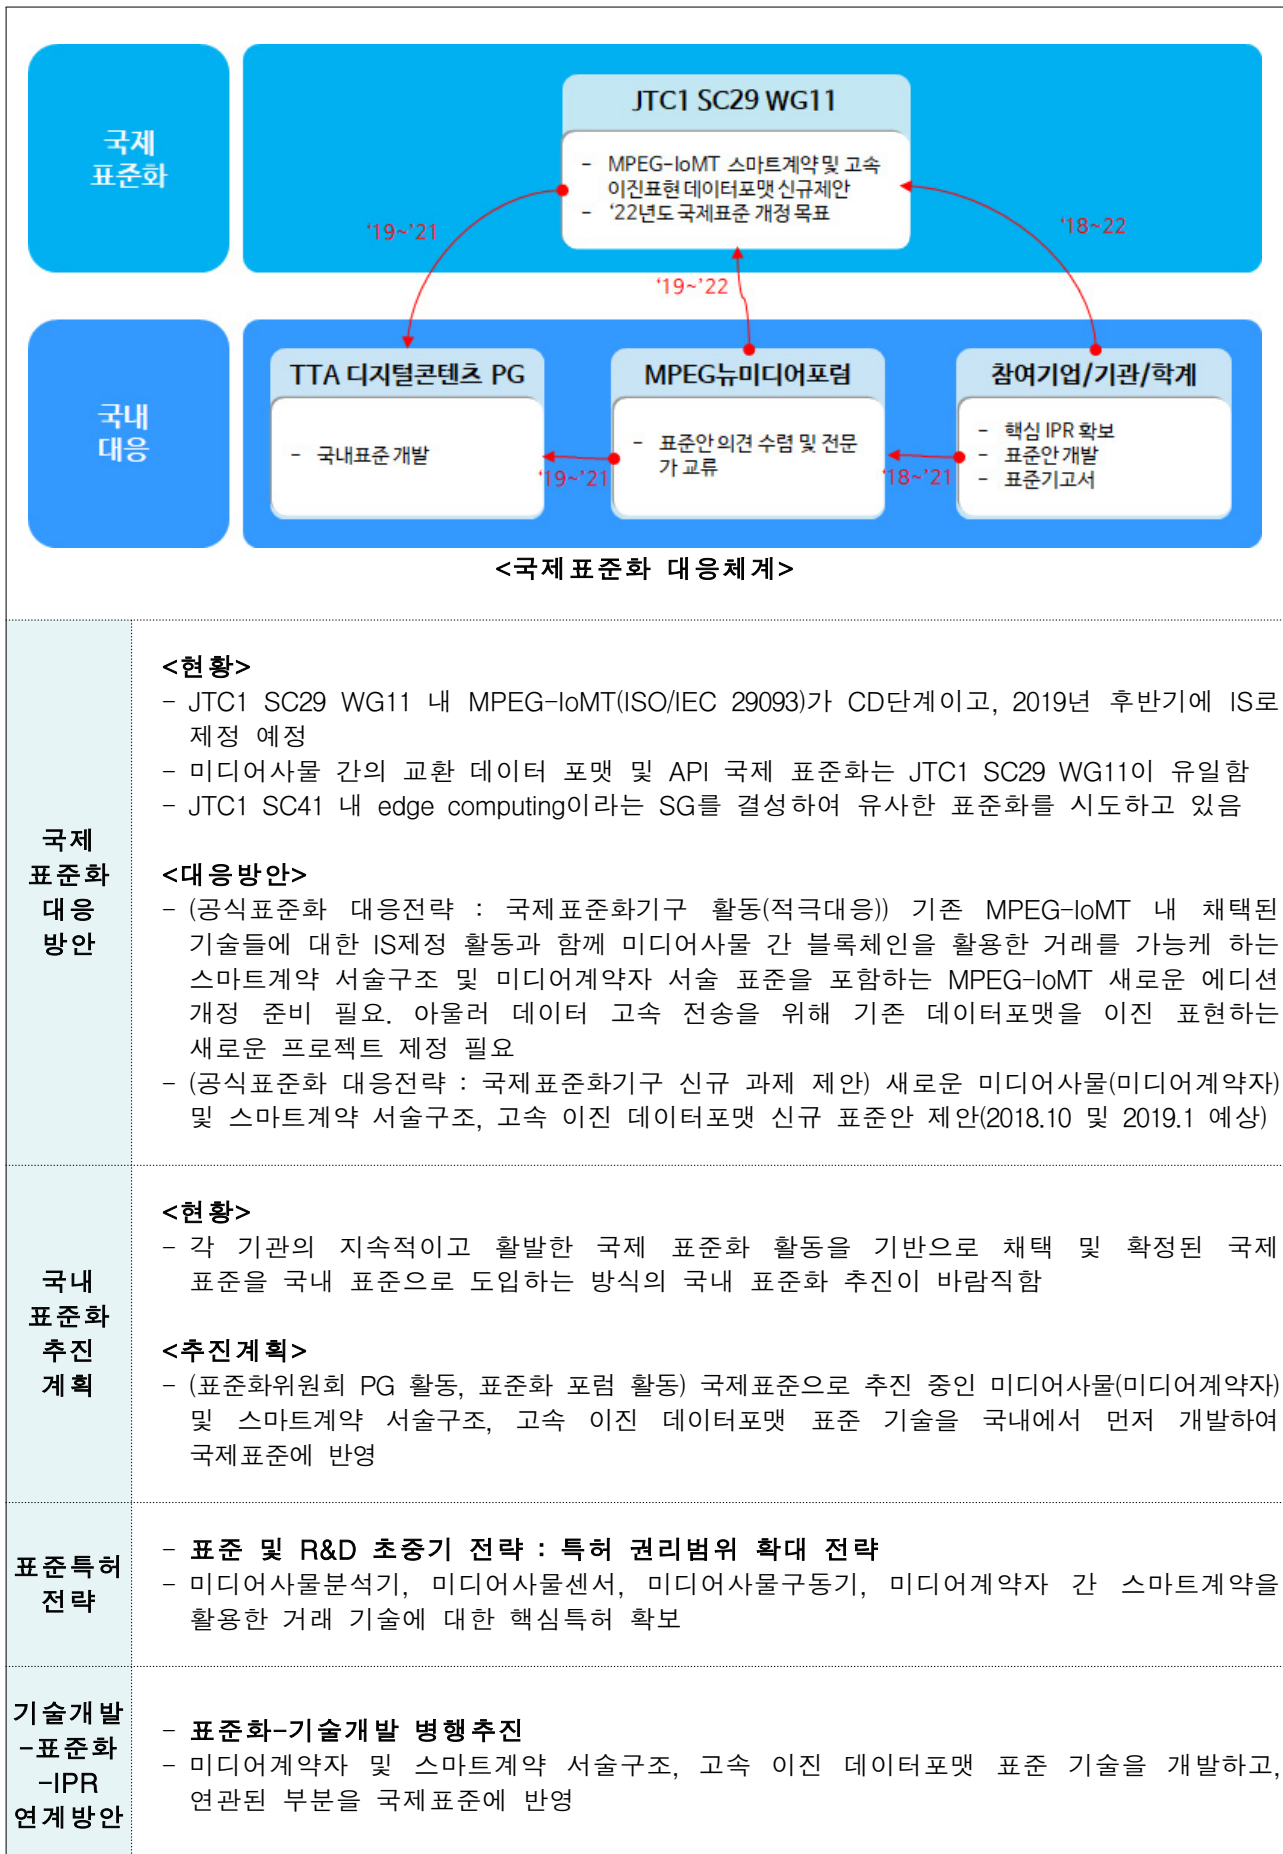 국제
표준화
JTC1 SC29 WG11
- MPEG-IoMT 스마트계약 및 고속
이진표현 데이터포맷 신규제안
- ‘22년도 국제표준 개정 목표
‘19~’21
‘18~22
‘19~’22
국내
대응
TTA 디지털콘텐츠 PG
- 국내표준 개발
MPEG뉴미디어포럼
- 표준안 의견 수렴 및 전문
가 교류
참여기업/기관/학계
- 핵심 IPR 확보
- 표준안 개발
- 표준기고서
‘19~’21
‘18~’21
<국제표준화 대응체계>
국제
표준화
대응
방안
<현황>
- JTC1 SC29 WG11 내 MPEG-IoMT(ISO/IEC 29093)가 CD단계이고, 2019년 후반기에 IS로
제정 예정
- 미디어사물 간의 교환 데이터 포맷 및 API 국제 표준화는 JTC1 SC29 WG11이 유일함
- JTC1 SC41 내 edge computing이라는 SG를 결성하여 유사한 표준화를 시도하고 있음
<대응방안>
- (공식표준화 대응전략 : 국제표준화기구 활동(적극대응)) 기존 MPEG-IoMT 내 채택된
기술들에 대한 IS제정 활동과 함께 미디어사물 간 블록체인을 활용한 거래를 가능케 하는
스마트계약 서술구조 및 미디어계약자 서술 표준을 포함하는 MPEG-IoMT 새로운 에디션
개정 준비 필요. 아울러 데이터 고속 전송을 위해 기존 데이터포맷을 이진 표현하는
새로운 프로젝트 제정 필요
- (공식표준화 대응전략 : 국제표준화기구 신규 과제 제안) 새로운 미디어사물(미디어계약자)
및 스마트계약 서술구조, 고속 이진 데이터포맷 신규 표준안 제안(2018.10 및 2019.1 예상)
국내
표준화
추진
계획
<현황>
- 각 기관의 지속적이고 활발한 국제 표준화 활동을 기반으로 채택 및 확정된 국제
표준을 국내 표준으로 도입하는 방식의 국내 표준화 추진이 바람직함
<추진계획>
- (표준화위원회 PG 활동, 표준화 포럼 활동) 국제표준으로 추진 중인 미디어사물(미디어계약자)
및 스마트계약 서술구조, 고속 이진 데이터포맷 표준 기술을 국내에서 먼저 개발하여
국제표준에 반영
표준특허
전략
- 표준 및 R&D 초중기 전략 : 특허 권리범위 확대 전략
- 미디어사물분석기, 미디어사물센서, 미디어사물구동기, 미디어계약자 간 스마트계약을
활용한 거래 기술에 대한 핵심특허 확보
기술개발
-표준화
-IPR
연계방안
- 표준화-기술개발 병행추진
- 미디어계약자 및 스마트계약 서술구조, 고속 이진 데이터포맷 표준 기술을 개발하고,
연관된 부분을 국제표준에 반영